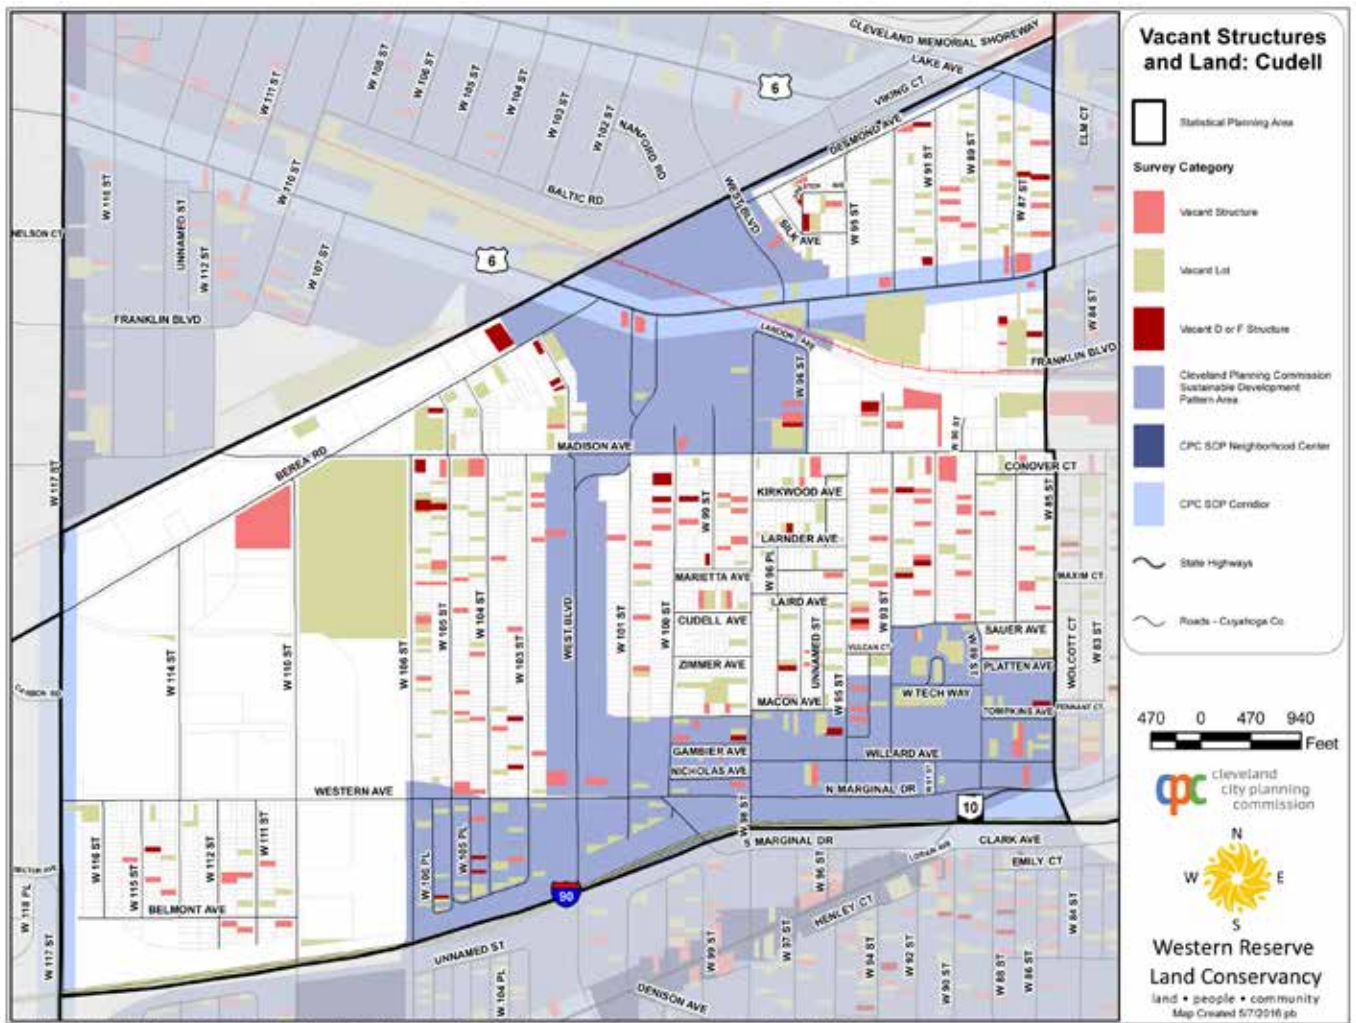 CLEVELAND MEMORIAL SHOREWAY
LAKE AVE
VIKING CT
DESMOND AVE
6
W 111 ST
W 108 ST
W 106 ST
W 105 ST
W 104 ST
W 103 ST
W 102 ST
NANFORD RD
BALTIC RD
W 110 ST
W 116 ST
UNNAMED ST
W 112 ST
W 107 ST
NELSON CT
6
FRANKLIN BLVD
WEST BLVD
SILK AVE
W 95 ST
W 91 ST
W 89 ST
W 87 ST
ELM CT
W 84 ST
FRANKLIN BLVD
LANDON AVE
W 96 ST
W 90 ST
MADISON AVE
BEREA RD
W 117 ST
CONOVER CT
KIRKWOOD AVE
W 99 ST
LARNDER AVE
W 85 ST
W 96 PL
MARIETTA AVE
MAXIM CT
LAIRD AVE
W 105 ST
W 104 ST
W 103 ST
WEST BLVD
W 101 ST
W 100 ST
CUDELL AVE
UNNAMED ST
W 93 ST
SAUER AVE
WOLCOTT CT
W 83 ST
VULCAN CT
W 114 ST
W 110 ST
W 106 ST
ZIMMER AVE
PLATTEN AVE
W TECH WAY
MACON AVE
W 95 ST
TOMPKINS AVE
PENNANT CT
GAMBIER AVE
WILLARD AVE
NICHOLAS AVE
WESTERN AVE
N MARGINAL DR
10
W 98 ST
S MARGINAL DR
CLARK AVE
LORAIN AVE
EMILY CT
W 116 ST
W 115 ST
W 112 ST
W 111 ST
W 106 PL
W 105 PL
BELMONT AVE
90
W 118 PL
W 117 ST
UNNAMED ST
W 104 PL
DENISON AVE
W 99 ST
W 97 ST
W 96 ST
HENLEY CT
W 94 ST
W 92 ST
W 90 ST
W 88 ST
W 86 ST
W 84 ST
Vacant Structures
and Land: Cudell
Statistical Planning Area
Survey Category
Vacant Structure
Vacant Lot
Vacant D or F Structure
Cleveland Planning Commission
Sustainable Development
Pattern Area
CPC SDP Neighborhood Center
CPC SDP Corridor
State Highways
Roads - Cuyahoga Co.
470 0 470 940
Feet
cpc cleveland
city planning
commission
N
W E
S
Western Reserve
Land Conservancy
land • people • community
Map Created 5/7/2016 pb